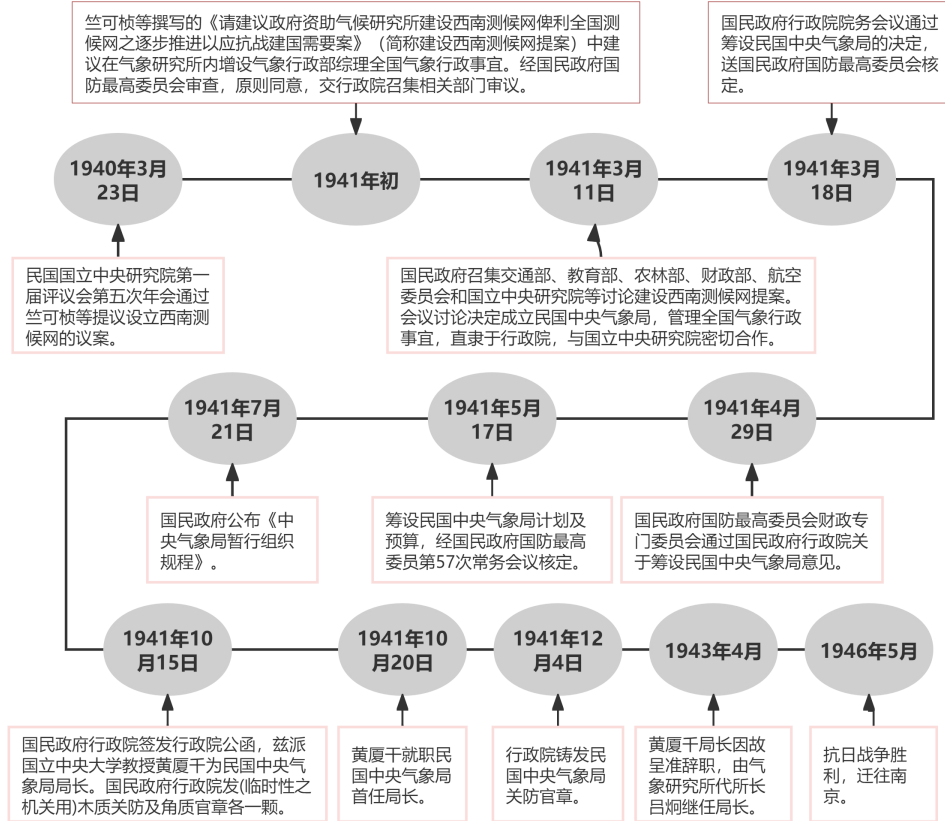 竺可桢等撰写的《请建议政府资助气候研究所建设西南测候网俾利全国测
候网之逐步推进以应抗战建国需要案》（简称建设西南测候网提案）中建
议在气象研究所内增设气象行政部综理全国气象行政事宜。经国民政府国
防最高委员会审查，原则同意，交行政院召集相关部门审议。
国民政府行政院院务会议通过
筹设民国中央气象局的决定，
送国民政府国防最高委员会核
定。
1940年3月
23日
1941年初
1941年3月
11日
1941年3月
18日
民国国立中央研究院第一
届评议会第五次年会通过
竺可桢等提议设立西南测
候网的议案。
国民政府召集交通部、教育部、农林部、财政部、航空
委员会和国立中央研究院等讨论建设西南测候网提案。
会议讨论决定成立民国中央气象局，管理全国气象行政
事宜，直隶于行政院，与国立中央研究院密切合作。
1941年7月
21日
1941年5月
17日
1941年4月
29日
国民政府公布《中
央气象局暂行组织
规程》。
筹设民国中央气象局计划及
预算，经国民政府国防最高
委员第57次常务会议核定。
国民政府国防最高委员会财政专
门委员会通过国民政府行政院关
于筹设民国中央气象局意见。
1941年10
月15日
1941年10
月20日
1941年12
月4日
1943年4月
1946年5月
国民政府行政院签发行政院公函，兹派
国立中央大学教授黄厦千为民国中央气
象局局长。国民政府行政院发(临时性之
机关用)木质关防及角质官章各一颗。
黄厦千就职民
国中央气象局
首任局长。
行政院铸发民
国中央气象局
关防官章。
黄厦千局长因故
呈准辞职，由气
象研究所代所长
吕炯继任局长。
抗日战争胜
利，迁往南
京。